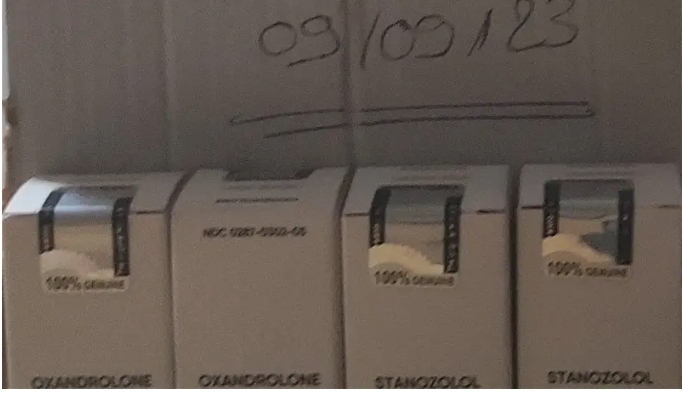 09/09/23
NDC 0287-0302-05
100% GENUINE
100% GENUINE
100% GENUINE
OXANDROLONE
OXANDROLONE
STANOZOLOL
STANOZOLOL